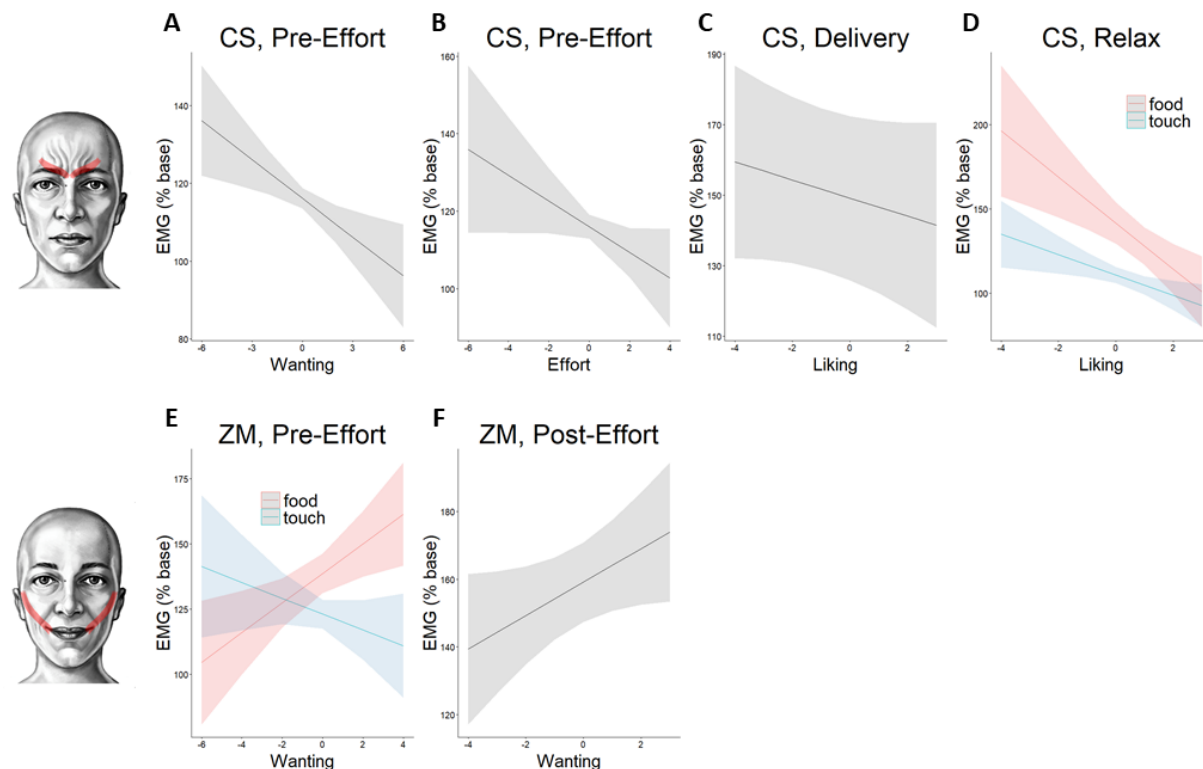 A
CS, Pre-Effort
EMG (% base)
140
120
100
80
-6 -3 0 3 6
Wanting
B
CS, Pre-Effort
EMG (% base)
160
140
120
100
-6 -4 -2 0 2 4
Effort
C
CS, Delivery
EMG (% base)
190
170
150
130
110
-4 -2 0 2
Liking
D
CS, Relax
food
touch
EMG (% base)
200
150
100
-4 -2 0 2
Liking
E
ZM, Pre-Effort
food
touch
EMG (% base)
175
150
125
100
-6 -4 -2 0 2 4
Wanting
F
ZM, Post-Effort
EMG (% base)
180
160
140
120
-4 -2 0 2
Wanting